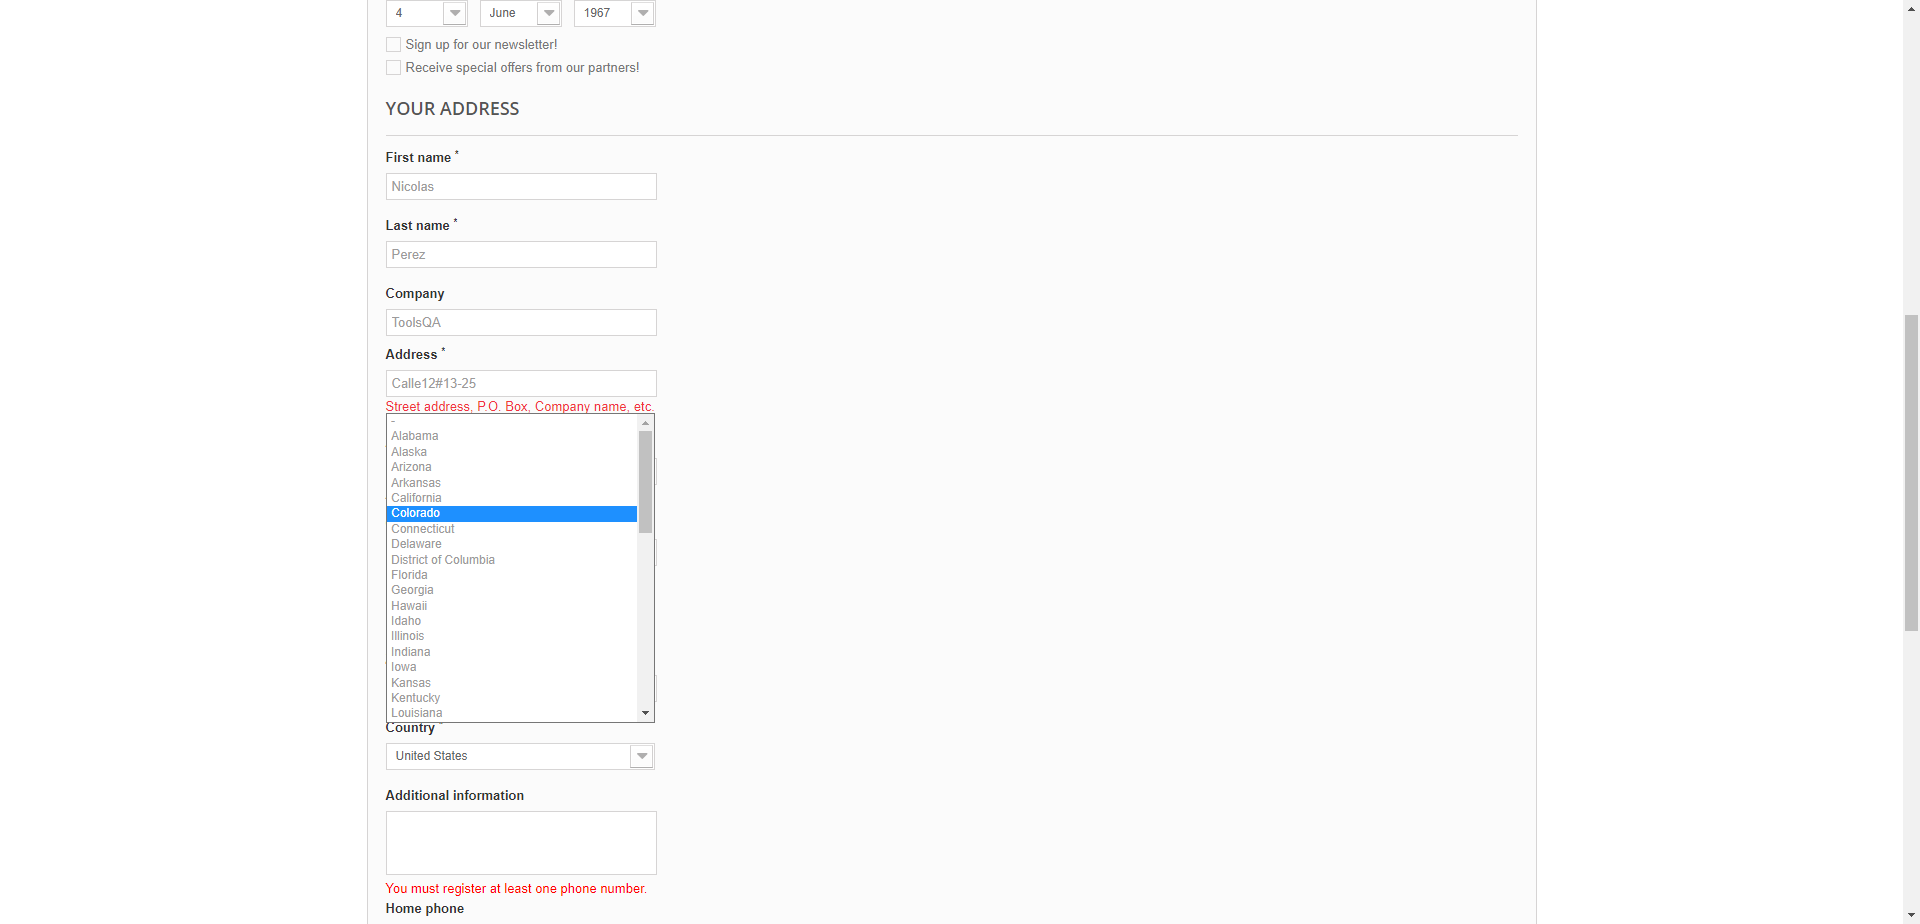 4 June 1967
Sign up for our newsletter!
Receive special offers from our partners!
YOUR ADDRESS
First name *
Nicolas
Last name *
Perez
Company
ToolsQA
Address *
Calle12#13-25
Street address, P.O. Box, Company name, etc.
-
Alabama
Alaska
Arizona
Arkansas
California
Colorado
Connecticut
Delaware
District of Columbia
Florida
Georgia
Hawaii
Idaho
Illinois
Indiana
Iowa
Kansas
Kentucky
Louisiana
Country
United States
Additional information
You must register at least one phone number.
Home phone